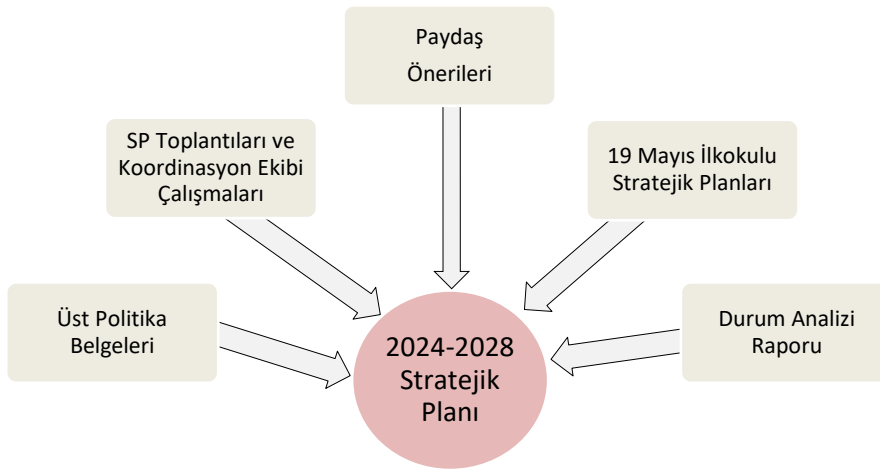 Paydaş
Önerileri
SP Toplantıları ve
Koordinasyon Ekibi
Çalışmaları
19 Mayıs İlkokulu
Stratejik Planları
Üst Politika
Belgeleri
Durum Analizi
Raporu
2024-2028
Stratejik
Planı